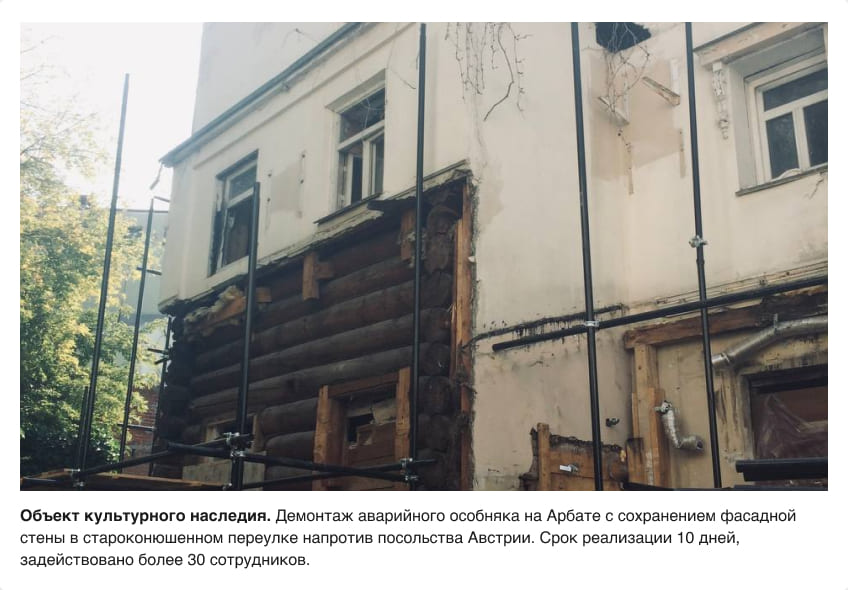 Объект культурного наследия. Демонтаж аварийного особняка на Арбате с сохранением фасадной
стены в староконюшенном переулке напротив посольства Австрии. Срок реализации 10 дней,
задействовано более 30 сотрудников.